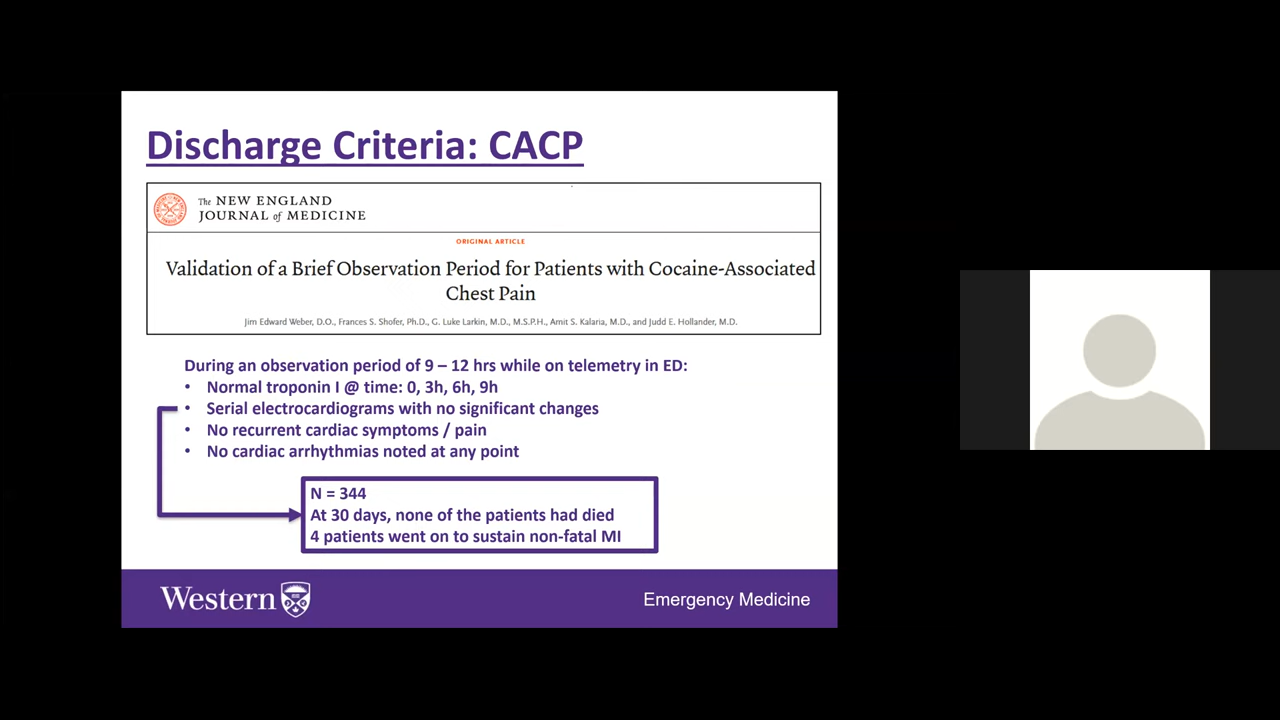 Discharge Criteria: CACP
The NEW ENGLAND
JOURNAL of MEDICINE
ORIGINAL ARTICLE
Validation of a Brief Observation Period for Patients with Cocaine-Associated
Chest Pain
Jim Edward Weber, D.O., Frances S. Shofer, Ph.D., G. Luke Larkin, M.D., M.S.P.H., Amit S. Kalaria, M.D., and Judd E. Hollander, M.D.
During an observation period of 9 – 12 hrs while on telemetry in ED:
• Normal troponin I @ time: 0, 3h, 6h, 9h
• Serial electrocardiograms with no significant changes
• No recurrent cardiac symptoms / pain
• No cardiac arrhythmias noted at any point
N = 344
At 30 days, none of the patients had died
4 patients went on to sustain non-fatal MI
Western
Emergency Medicine